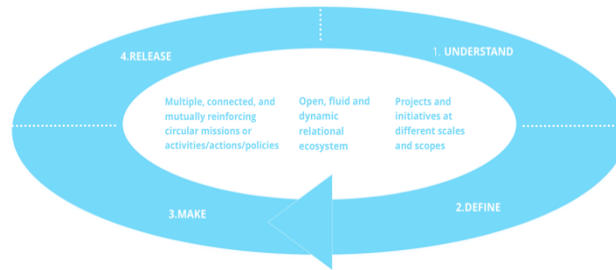 4.RELEASE
1. UNDERSTAND
Multiple, connected, and
mutually reinforcing
circular missions or
activities/actions/policies
Open, fluid and
dynamic
relational
ecosystem
Projects and
initiatives at
different scales
and scopes
3.MAKE
2.DEFINE